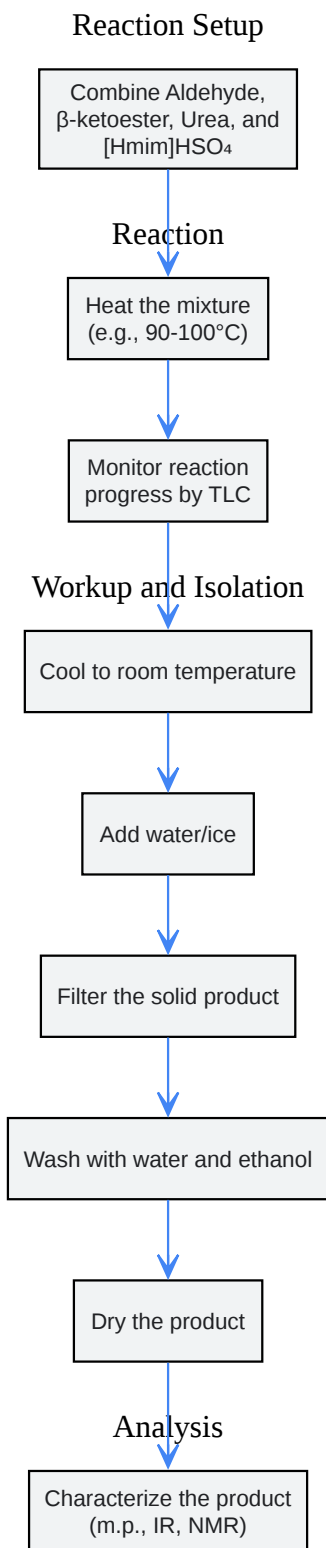 Reaction Setup
Combine Aldehyde,
β-ketoester, Urea, and
[Hmim]HSO₄
Reaction
Heat the mixture
(e.g., 90-100°C)
Monitor reaction
progress by TLC
Workup and Isolation
Cool to room temperature
Add water/ice
Filter the solid product
Wash with water and ethanol
Dry the product
Analysis
Characterize the product
(m.p., IR, NMR)